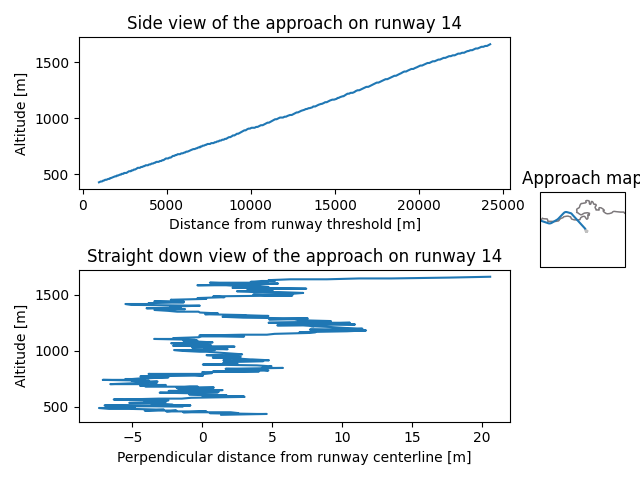 Side view of the approach on runway 14
1500
1000
500
Altitude [m]
0 5000 10000 15000 20000 25000
Distance from runway threshold [m]
Approach map
Straight down view of the approach on runway 14
1500
1000
500
Altitude [m]
−5 0 5 10 15 20
Perpendicular distance from runway centerline [m]